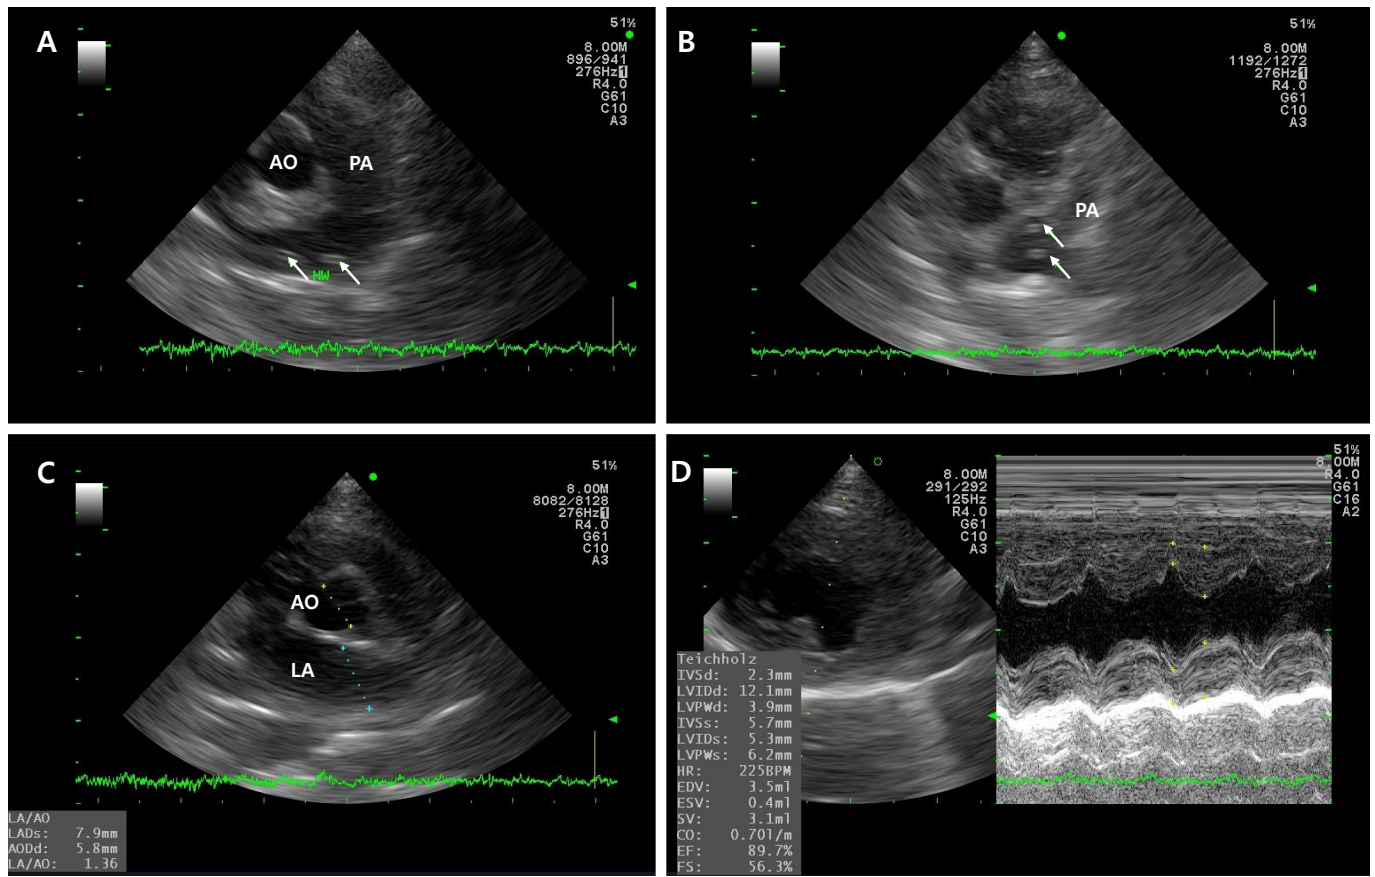 A
51%
8.00M
896/941
276Hz1
R4.0
G61
C10
A3
AO
PA
HW
B
51%
8.00M
1192/1272
276Hz1
R4.0
G61
C10
A3
PA
C
51%
8.00M
8082/8128
276Hz1
R4.0
G61
C10
A3
AO
LA
LA/AO
LADs: 7.9mm
AODd: 5.8mm
LA/AO: 1.36
D
8.00M
291/292
125Hz
R4.0
G61
C10
A3
51%
8.00M
R4.0
G61
C16
A2
Teichholz
IVSd: 2.3mm
LVIDd: 12.1mm
LVPWd: 3.9mm
IVSs: 5.7mm
LVIDs: 5.3mm
LVPWs: 6.2mm
HR: 225BPM
EDV: 3.5ml
ESV: 0.4ml
SV: 3.1ml
CO: 0.70l/m
EF: 89.7%
FS: 56.3%